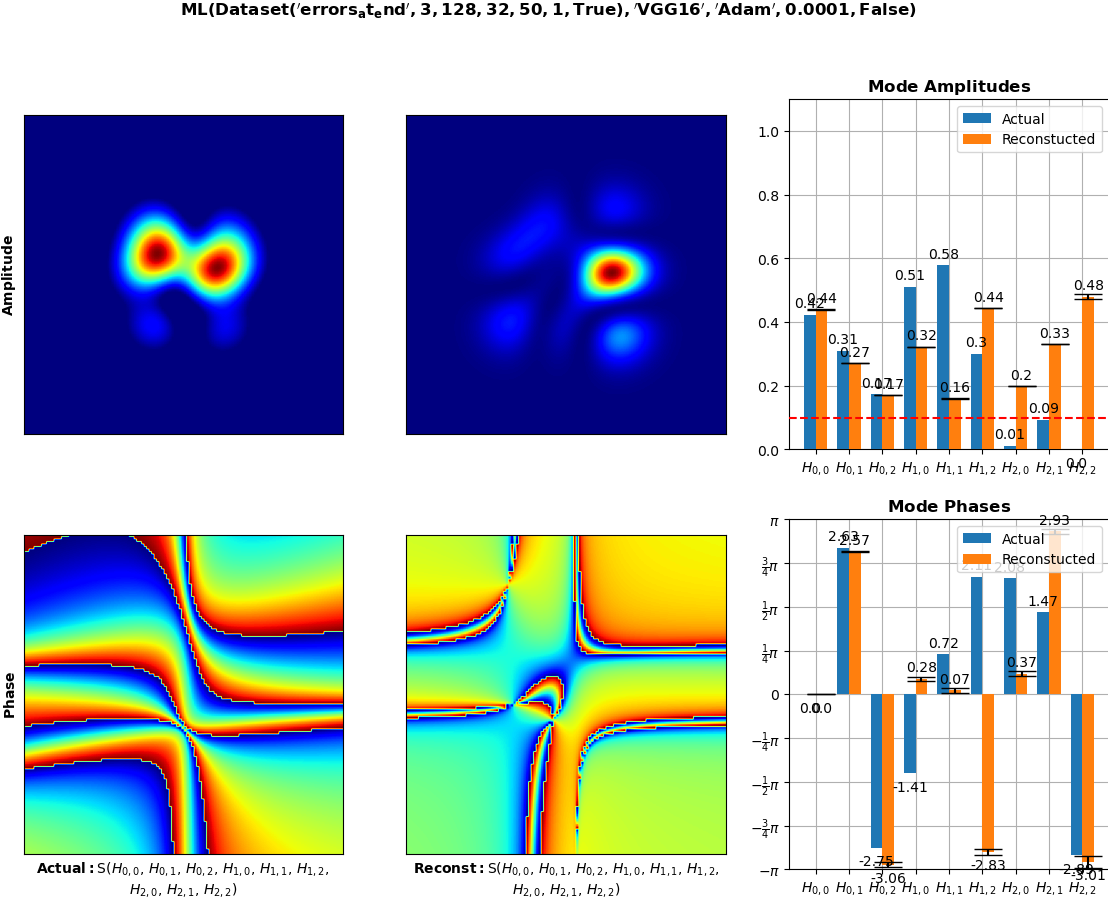 ML(Dataset('errors_at_end', 3, 128, 32, 50, 1, True), 'VGG16', 'Adam', 0.0001, False)
Amplitude
Mode Amplitudes
Actual
Reconstucted
1.0
0.8
0.6
0.4
0.2
0.0
0.42
0.44
0.31
0.27
0.17
0.17
0.51
0.32
0.58
0.16
0.3
0.44
0.01
0.2
0.09
0.33
0.0
0.48
H0,0 H0,1 H0,2 H1,0 H1,1 H1,2 H2,0 H2,1 H2,2
Phase
Actual: S(H0,0, H0,1, H0,2, H1,0, H1,1, H1,2,
H2,0, H2,1, H2,2)
Reconst: S(H0,0, H0,1, H0,2, H1,0, H1,1, H1,2,
H2,0, H2,1, H2,2)
Mode Phases
Actual
Reconstucted
π
3/4π
1/2π
1/4π
0
−1/4π
−1/2π
−3/4π
−π
0.0
0.0
2.63
2.57
-2.75
-3.06
-1.41
0.28
0.72
0.07
2.11
-2.83
2.08
0.37
1.47
2.93
-3.01
H0,0 H0,1 H0,2 H1,0 H1,1 H1,2 H2,0 H2,1 H2,2